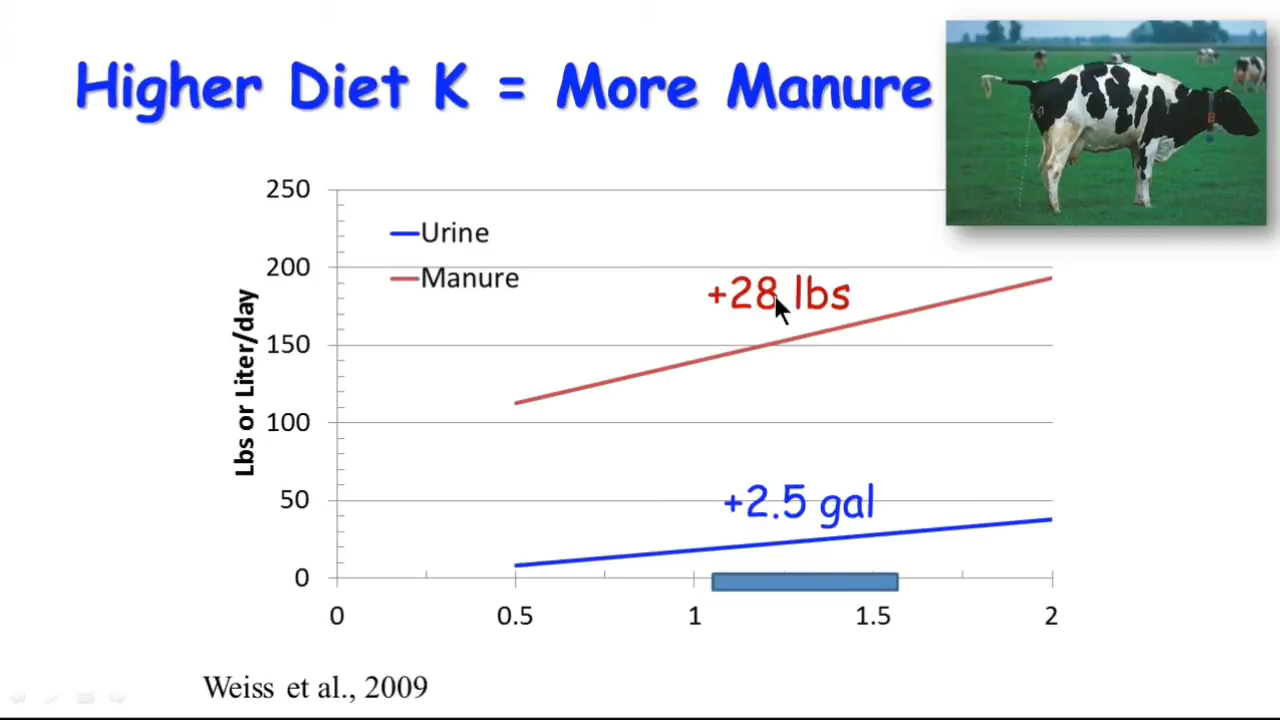 Higher Diet K = More Manure
250
200
150
100
50
0
Lbs or Liter/day
Urine
Manure
+28 lbs
+2.5 gal
0
0.5
1
1.5
2
Weiss et al., 2009